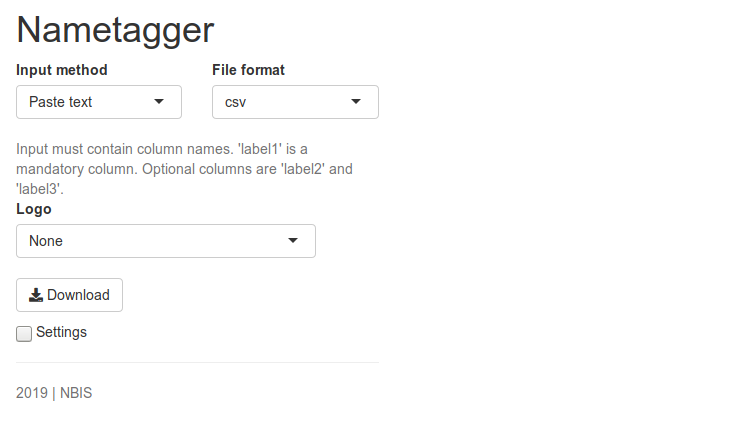 Nametagger
Input method
File format
Paste text
csv
Input must contain column names. 'label1' is a
mandatory column. Optional columns are 'label2' and
'label3'.
Logo
None
Download
Settings
2019 | NBIS